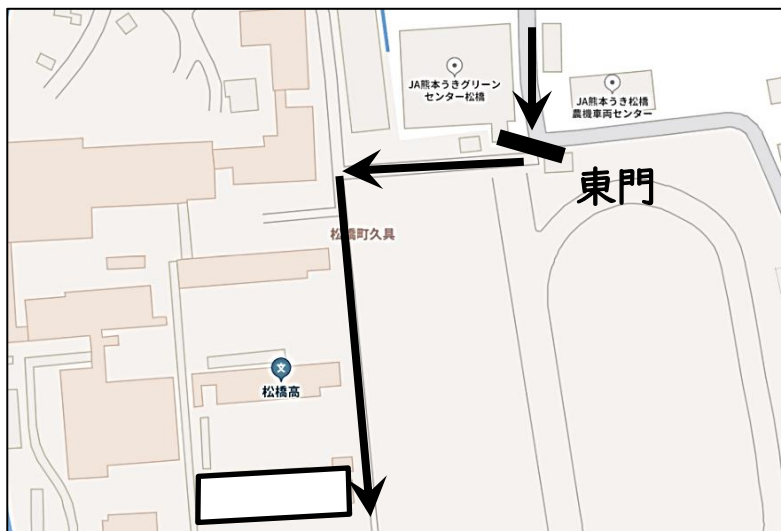 JA熊本うきグリーン
センター松橋
JA熊本うき松橋
農機車両センター
東門
松橋町久具
文
松橋高